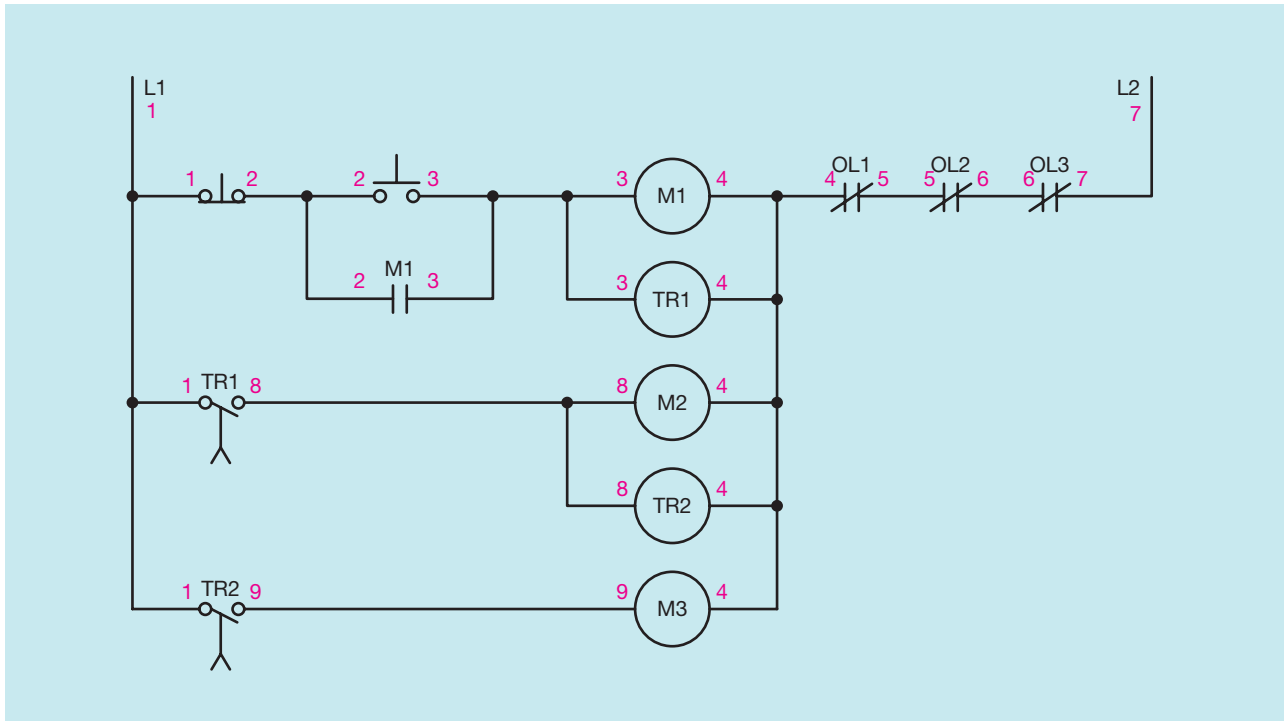 L1 L2
1 7
OL1 OL2 OL3
1 2 2 3 3 M1 4 4 5 5 6 6 7
2 M1 3 3 TR1 4
1 TR1 8 8 M2 4
8 TR2 4
1 TR2 9 9 M3 4